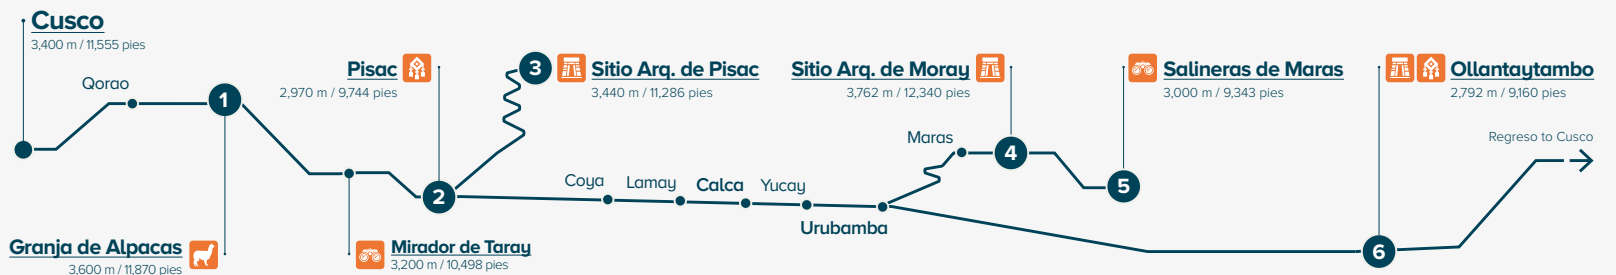 Cusco
3,400 m / 11,555 pies
Qorao
1
Granja de Alpacas
3,600 m / 11,870 pies
Mirador de Taray
3,200 m / 10,498 pies
Pisac
2,970 m / 9,744 pies
2
3
Sitio Arq. de Pisac
3,440 m / 11,286 pies
Coya
Lamay
Calca
Yucay
Urubamba
Sitio Arq. de Moray
3,762 m / 12,340 pies
Maras
4
5
Salineras de Maras
3,000 m / 9,343 pies
6
Ollantaytambo
2,792 m / 9,160 pies
Regreso to Cusco